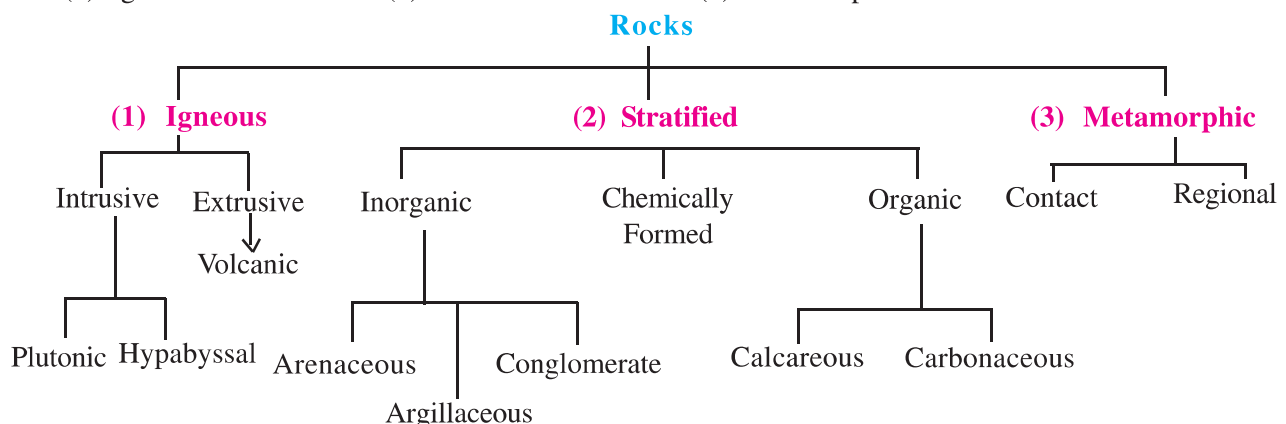 Rocks
(1) Igneous (2) Stratified (3) Metamorphic
Intrusive Extrusive Inorganic Chemically Formed Organic Contact Regional
Volcanic
Plutonic Hypabyssal Arenaceous Conglomerate Calcareous Carbonaceous
Argillaceous